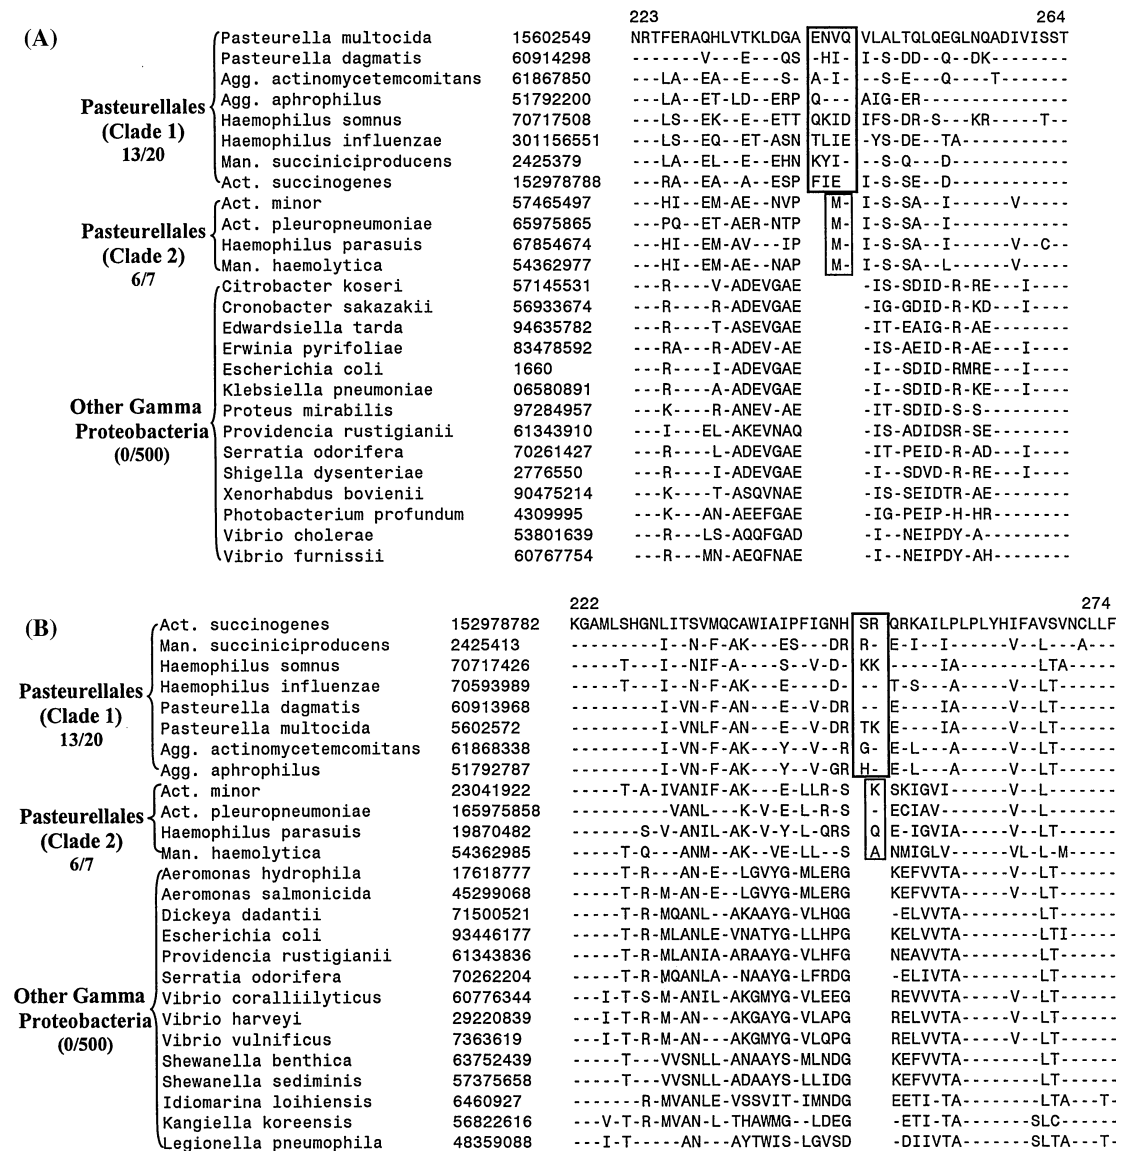 223 264
(A)
Pasteurella multocida 15602549 NRTFERAQHLVTKLDGA ENVQ VLALTQLQEGLNQADIVISST
Pasteurella dagmatis 60914298 -------V---E---QS -HI- I-S-DD--Q--DK--------
Agg. actinomycetemcomitans 61867850 ---LA--EA--E---S- A-I- --S-Q---D----T-------
Agg. aphrophilus 51792200 ---LA--ET-LD--ERP Q--- AIG-ER---------------
Haemophilus somnus 70717508 ---LS--EK--E--ETT QKID IFS-DR-S---KR-----T--
Haemophilus influenzae 301156551 ---LS--EQ--ET-ASN TLIE -YS-DE--TA-----------
Man. succiniciproducens 2425379 ---LA--EL--E--EHN KYI- --S-Q---D------------
Act. succinogenes 152978788 ---RA--EA--A--ESP FIE I-S-SE--D------------
Pasteurellales
(Clade 1)
13/20
Act. minor 57465497 ---HI--EM-AE--NVP M- I-S-SA--I------V-----
Act. pleuropneumoniae 65975865 ---PQ--ET-AER-NTP M- I-S-SA--I------------
Haemophilus parasuis 67854674 ---HI--EM-AV---IP M- I-S-SA--I------V--C--
Man. haemolytica 54362977 ---HI--EM-AE--NAP M- I-S-SA--L------V-----
Pasteurellales
(Clade 2)
6/7
Citrobacter koseri 57145531 ---R----V-ADEVGAE -IS-SDID-R-RE---I----
Cronobacter sakazakii 56933674 ---R----R-ADEVGAE -IG-GDID-R-KD---I----
Edwardsiella tarda 94635782 ---R----T-ASEVGAE -IT-EAIG-R-AE--------
Erwinia pyrifoliae 83478592 ---RA---R-ADEV-AE -IS-AEID-R-AE---I----
Escherichia coli 1660 ---R----I-ADEVGAE -I--SDID-RMRE---I----
Klebsiella pneumoniae 06580891 ---R----A-ADEVGAE -I--SDID-R-KE---I----
Proteus mirabilis 97284957 ---K----R-ANEV-AE -IT-SDID-S-S---------
Providencia rustigianii 61343910 ---I---EL-AKEVNAQ -IS-ADIDSR-SE--------
Serratia odorifera 70261427 ---R----L-ADEVGAE -IT-PEID-R-AD---I----
Shigella dysenteriae 2776550 ---R----I-ADEVGAE -I--SDVD-R-RE---I----
Xenorhabdus bovienii 90475214 ---K----T-ASQVNAE -IS-SEIDTR-AE--------
Photobacterium profundum 4309995 ---K---AN-AEEFGAE -IG-PEIP-H-HR--------
Vibrio cholerae 53801639 ---R---LS-AQQFGAD -I--NEIPDY-A---------
Vibrio furnissii 60767754 ---R---MN-AEQFNAE -I--NEIPDY-AH--------
Other Gamma
Proteobacteria
(0/500)
222 274
(B)
Act. succinogenes 152978782 KGAMLSHGNLITSVMQCAWIAIPFIGNH SR QRKAILPLPLYHIFAVSVNCLLF
Man. succiniciproducens 2425413 ---------I--N-F-AK---ES---DR R- E-I--I------V--L---A---
Haemophilus somnus 70717426 -----T---I--NIF-A----S--V-D- KK -----IA---------LTA-----
Haemophilus influenzae 70593989 -----T---I--N-F-AK---E----D- -- T-S---A------V--LT------
Pasteurella dagmatis 60913968 ---------I-VN-F-AN---E--V-DR -- E-----A------V--LT------
Pasteurella multocida 5602572 ---------I-VNLF-AN---E--V-DR TK E-----A------V--LT------
Agg. actinomycetemcomitans 61868338 ---------I-VN-F-AK---Y--V--R G- E-L---A------V--LT------
Agg. aphrophilus 51792787 ---------I-VN-F-AK---Y--V-GR H- E-L---A------V--LT------
Pasteurellales
(Clade 1)
13/20
Act. minor 23041922 -----T-A-IVANIF-AK---E-LLR-S K SKIGVI-------V--LT------
Act. pleuropneumoniae 165975858 ----------VANL---K-V-E-L-R-S - ECIAV--------V--LT------
Haemophilus parasuis 19870482 -------S-V-ANIL-AK-V-Y-L-QRS Q E-IGVIA------V--LT------
Man. haemolytica 54362985 -----T-Q---ANM--AK--VE-LL--S A NMIGLV-------VL-L-M-----
Pasteurellales
(Clade 2)
6/7
Aeromonas hydrophila 17618777 -----T-R-M-AN-E--LGVYG-MLERG KEFVVTA------V--LT------
Aeromonas salmonicida 45299068 -----T-R-M-AN-E--LGVYG-MLERG KEFVVTA------V--LT------
Dickeya dadantii 71500521 -----T-R-MQANL--AKAAYG-VLHQG -ELVVTA---------LT------
Escherichia coli 93446177 -----T-R-MLANLE-VNATYG-LLHPG KELVVTA---------LTI-----
Providencia rustigianii 61343836 -----T-R-MLANIA-ARAAYG-VLHFG NEAVVTA---------LT------
Serratia odorifera 70262204 -----T-R-MQANLA--NAAYG-LFRDG -ELIVTA---------LT------
Vibrio coralliilyticus 60776344 ---I-T-S-M-ANIL-AKGMYG-VLEEG REVVVTA------V--LT------
Vibrio harveyi 29220839 ---I-T-R-M-AN---AKGAYG-VLAPG RELVVTA------V--LT------
Vibrio vulnificus 7363619 ---I-T-R-M-AN---AKGMYG-VLQPG RELVVTA------V--LT------
Shewanella benthica 63752439 -----T---VVSNLL-ANAAYS-MLNDG KEFVVTA---------LT------
Shewanella sediminis 57375658 -----T---VVSNLL-ADAAYS-LLIDG KEFVVTA---------LT------
Idiomarina loihiensis 6460927 -------R-MVANLE-VSSVIT-IMNDG EETI-TA---------LTA---T-
Kangiella koreensis 56822616 ---V-T-R-MVAN-L-THAWMG--LDEG -ETI-TA--------SLC------
Legionella pneumophila 48359088 ---I-T-----AN---AYTWIS-LGVSD -DIIVTA--------SLTA---T-
Other Gamma
Proteobacteria
(0/500)